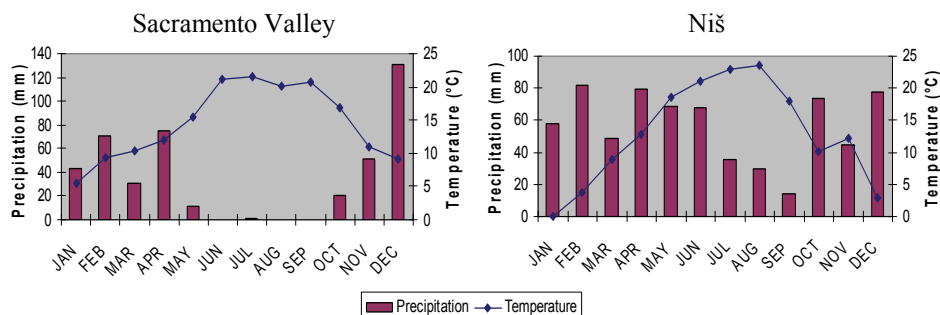 Sacramento Valley
Precipitation (mm)
140
120
100
80
60
40
20
0
25
20
15
10
5
0
Temperature (°C)
JAN FEB MAR APR MAY JUN JUL AUG SEP OCT NOV DEC
Niš
Precipitation (mm)
100
80
60
40
20
0
25
20
15
10
5
0
Temperature (°C)
JAN FEB MAR APR MAY JUN JUL AUG SEP OCT NOV DEC
Precipitation Temperature